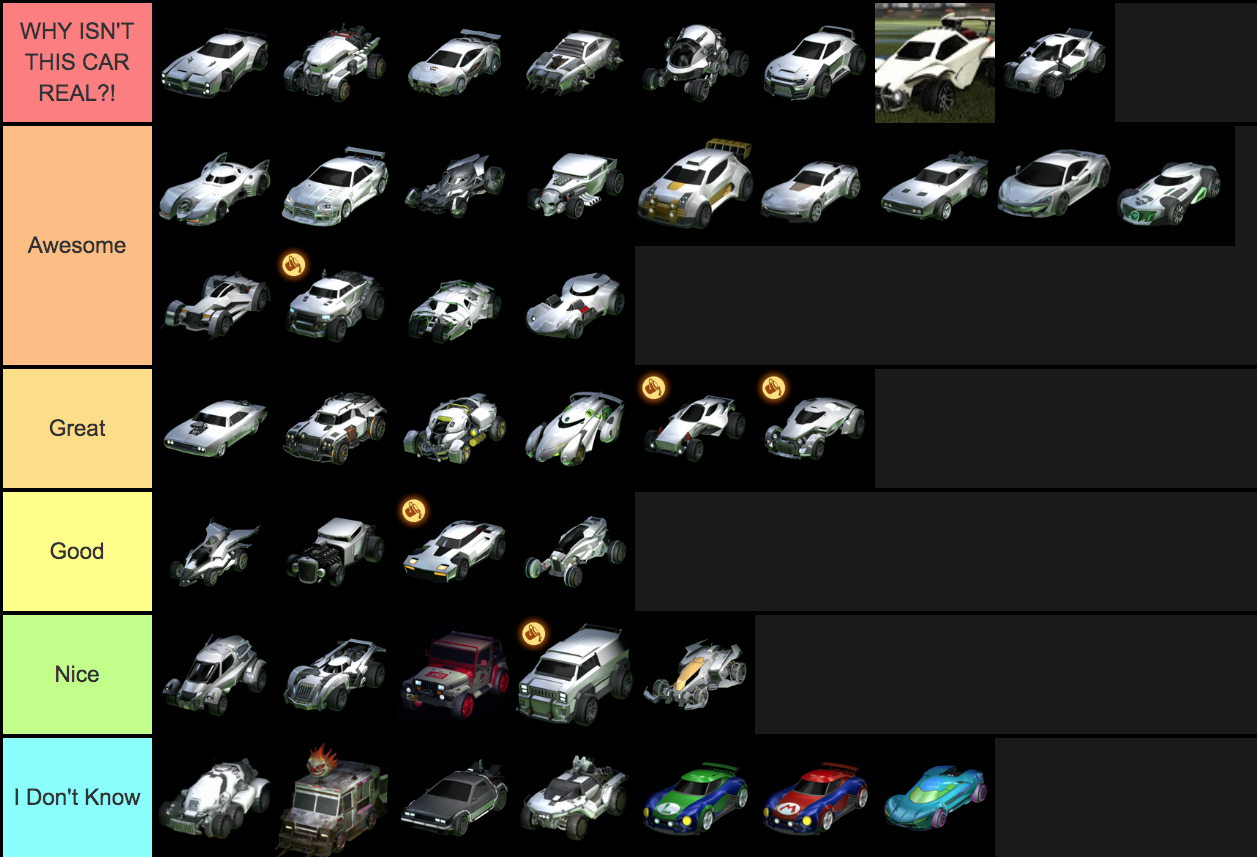 WHY ISN'T
THIS CAR
REAL?!
Awesome
Great
Good
Nice
I Don't Know
L
M